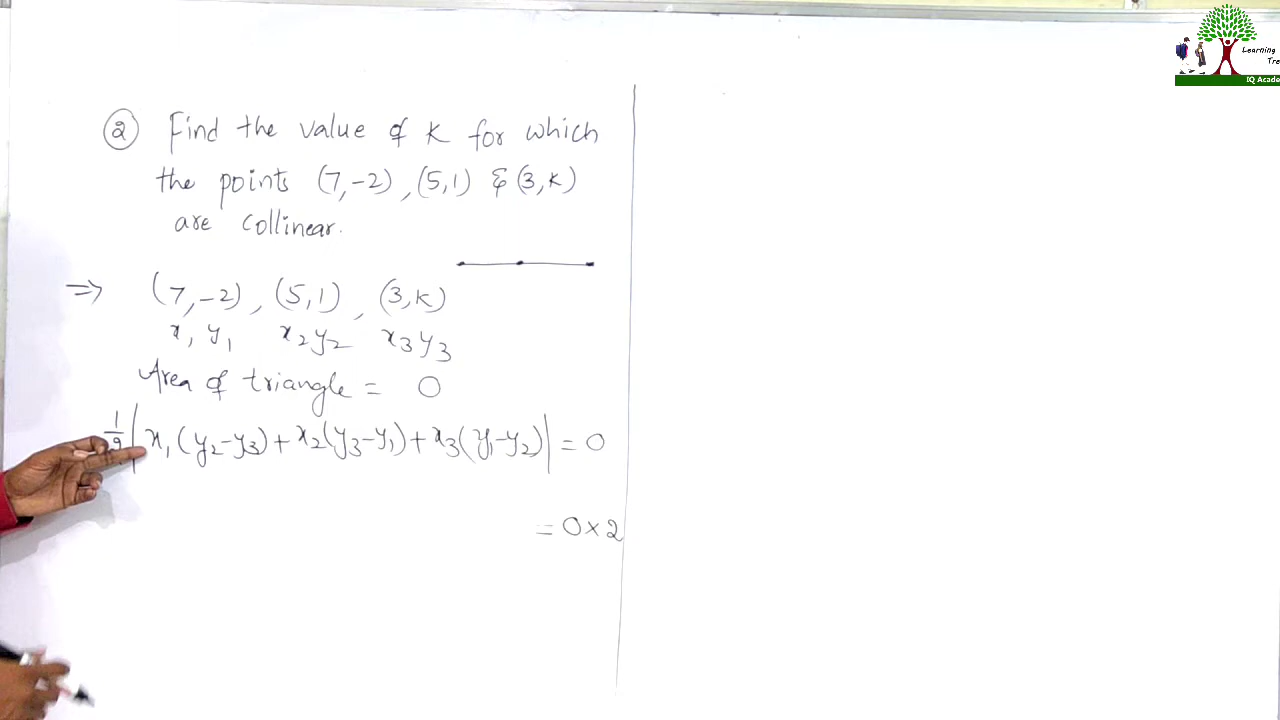 ② Find the value of K for which
the points (7,-2), (5,1) & (3,K)
are collinear.
⇒ (7,-2), (5,1), (3,K)
x₁ y₁ x₂ y₂ x₃ y₃
Area of triangle = 0
1/2 | x₁(y₂-y₃)+x₂(y₃-y₁)+x₃(y₁-y₂)| = 0
= 0×2
Learning
Tre
IQ Acade